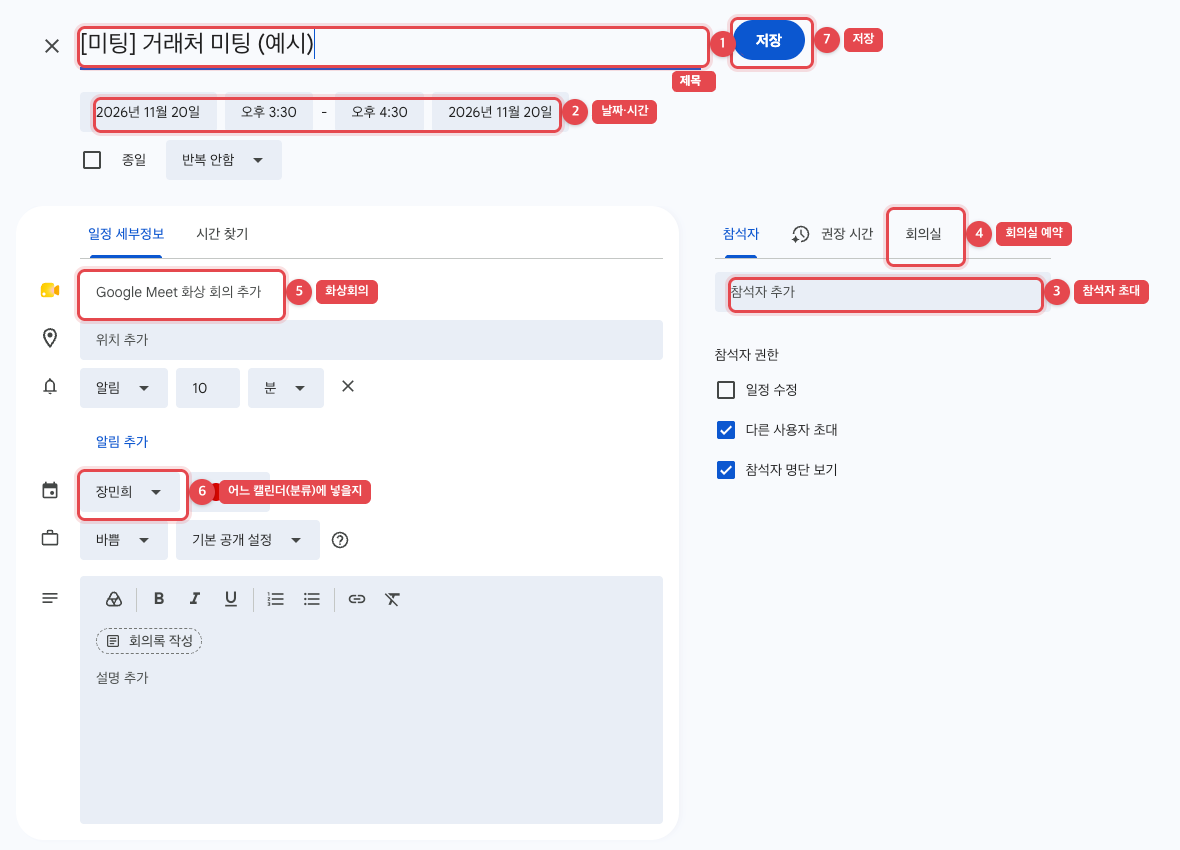 [미팅] 거래처 미팅 (예시)
1
제목
저장
7
저장
2026년 11월 20일 오후 3:30 - 오후 4:30 2026년 11월 20일
2
날짜·시간
종일 반복 안함
일정 세부정보 시간 찾기
Google Meet 화상 회의 추가
5
화상회의
위치 추가
알림 10 분
알림 추가
장민희
6
어느 캘린더(분류)에 넣을지
바쁨 기본 공개 설정
B I U
회의록 작성
설명 추가
참석자 권장 시간 회의실
4
회의실 예약
참석자 추가
3
참석자 초대
참석자 권한
일정 수정
다른 사용자 초대
참석자 명단 보기